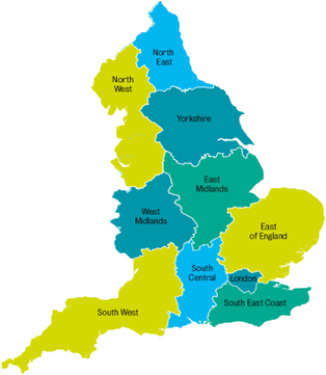 North
East
North
West
Yorkshire
East
Midlands
West
Midlands
East
of England
South
Central
London
South East Coast
South West